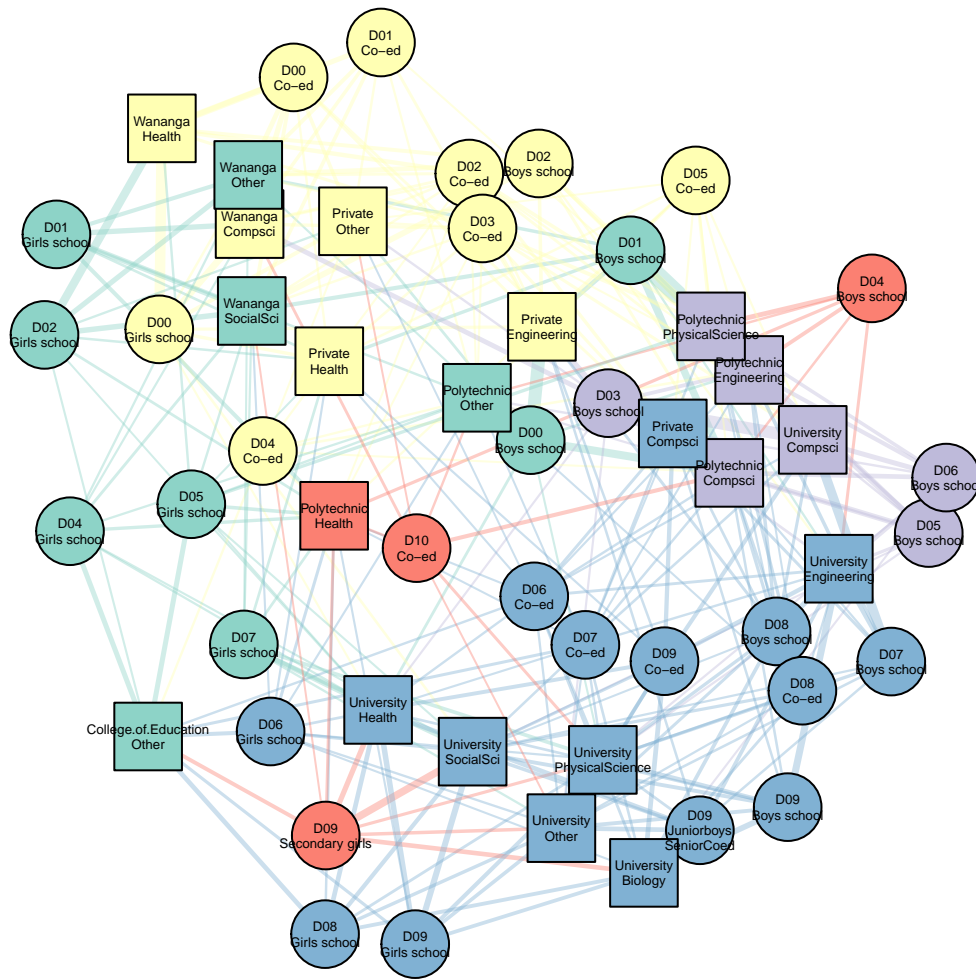 D01
Co–ed
D00
Co–ed
Wananga
Health
D02
Co–ed
D02
Boys school
Wananga
Other
D05
Co–ed
Private
Other
Wananga
Compsci
D03
Co–ed
D01
Girls school
D01
Boys school
D04
Boys school
Wananga
SocialSci
D02
Girls school
D00
Girls school
Private
Engineering
Polytechnic
PhysicalScience
Private
Health
Polytechnic
Engineering
Polytechnic
Other
D03
Boys school
D00
Boys school
Private
Compsci
University
Compsci
D04
Co–ed
Polytechnic
Compsci
D06
Boys school
D05
Girls school
D04
Girls school
Polytechnic
Health
D05
Boys school
D10
Co–ed
University
Engineering
D06
Co–ed
D07
Co–ed
D08
Boys school
D07
Girls school
D09
Co–ed
D07
Boys school
D08
Co–ed
University
Health
College.of.Education
Other
D06
Girls school
University
SocialSci
University
PhysicalScience
D09
Boys school
D09
Secondary girls
University
Other
D09
Juniorboys
SeniorCoed
University
Biology
D08
Girls school
D09
Girls school